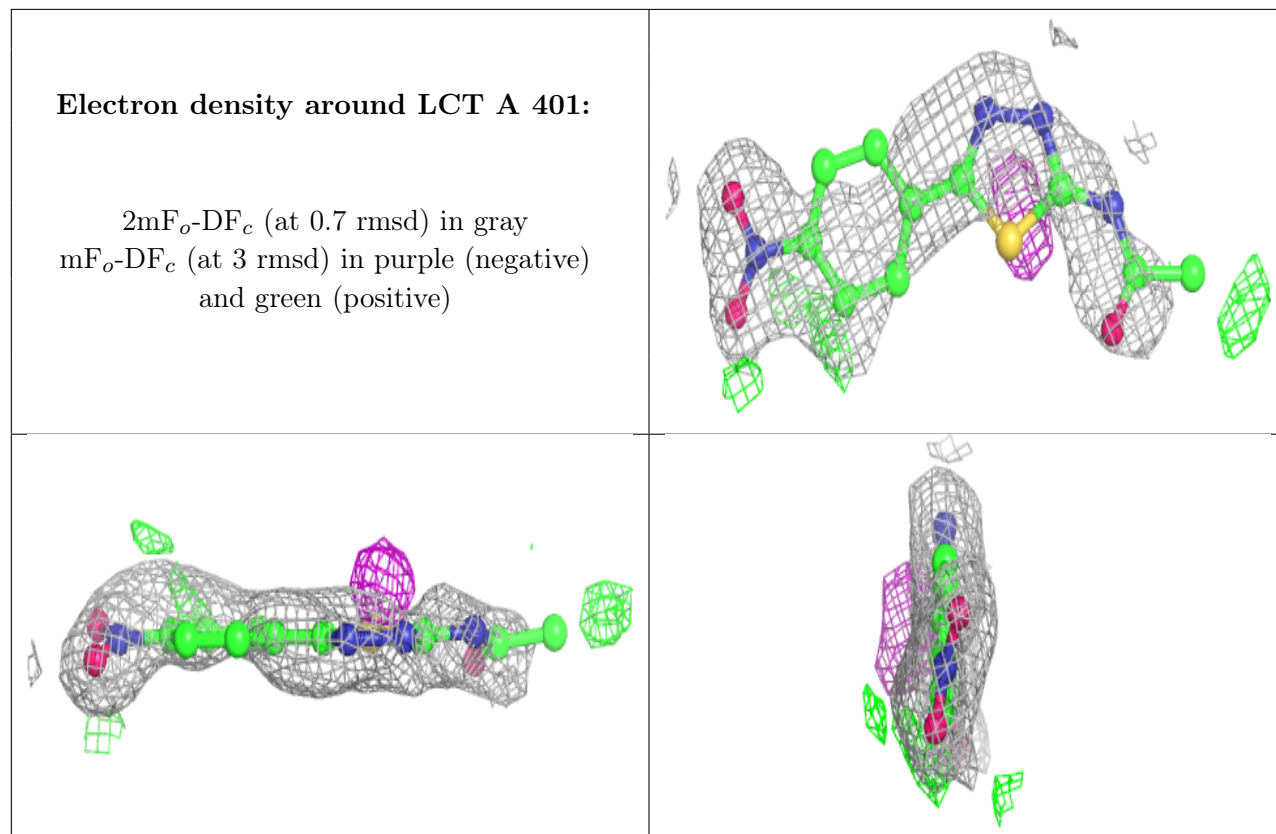 Electron density around LCT A 401:
2mFo-DFc (at 0.7 rmsd) in gray
mFo-DFc (at 3 rmsd) in purple (negative)
and green (positive)